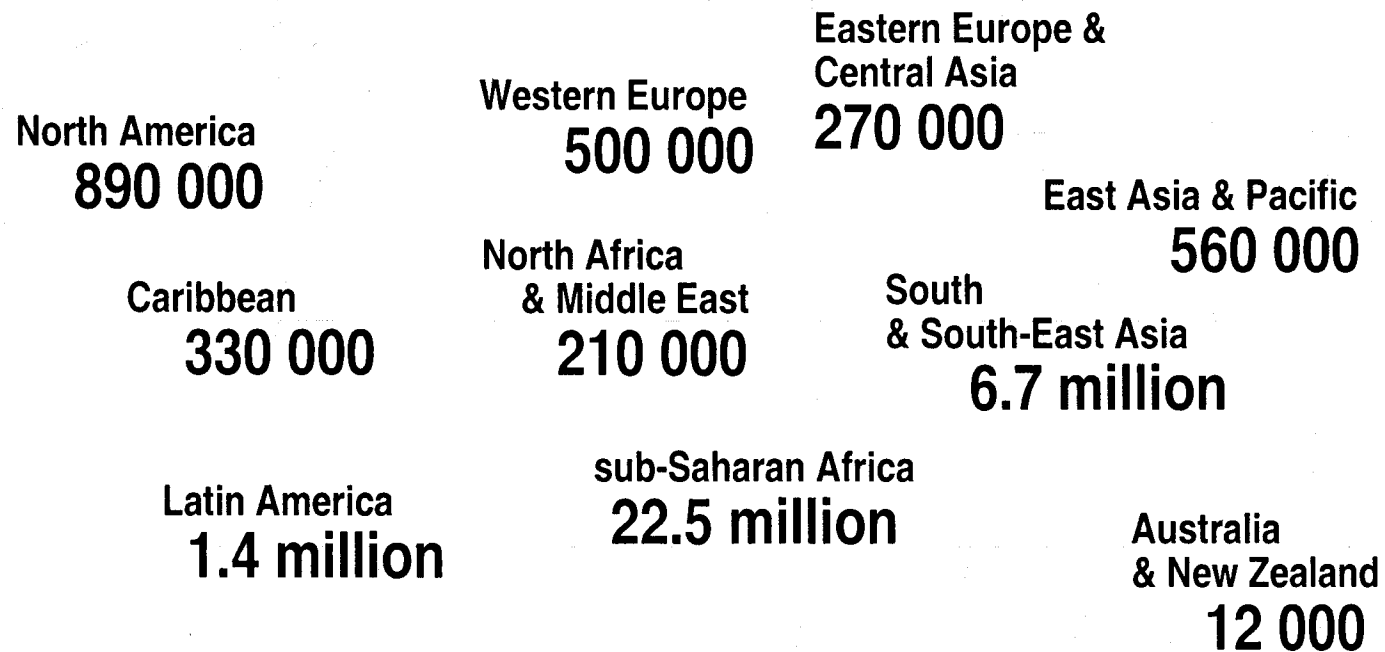 Eastern Europe &
Central Asia
270 000
Western Europe
500 000
North America
890 000
East Asia & Pacific
560 000
North Africa
& Middle East
210 000
Caribbean
330 000
South
& South-East Asia
6.7 million
sub-Saharan Africa
22.5 million
Latin America
1.4 million
Australia
& New Zealand
12 000